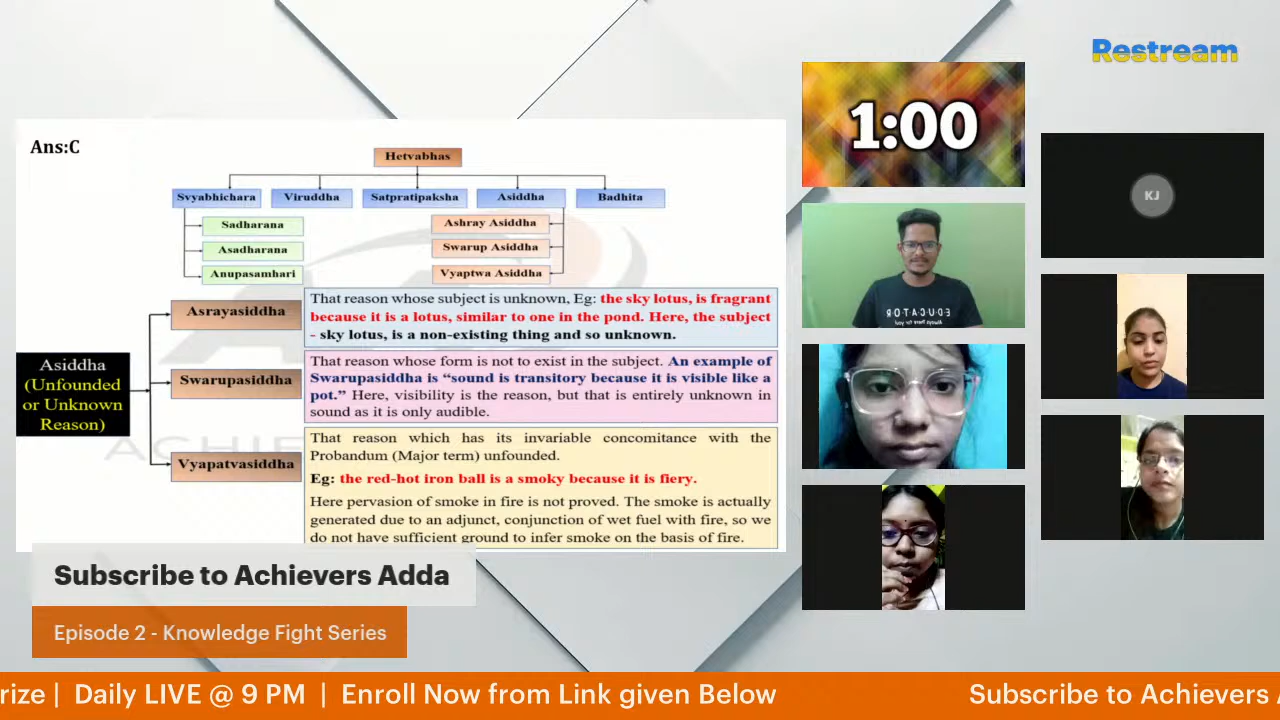 Restream
1:00
Ans:C
Hetvabhas
Svyabhichara
Viruddha
Satpratipaksha
Asiddha
Badhita
Sadharana
Asadharana
Anupasamhari
Ashray Asiddha
Swarup Asiddha
Vyaptwa Asiddha
Asiddha
(Unfounded
or Unknown
Reason)
Asrayasiddha
That reason whose subject is unknown, Eg: the sky lotus, is fragrant
because it is a lotus, similar to one in the pond. Here, the subject
- sky lotus, is a non-existing thing and so unknown.
Swarupasiddha
That reason whose form is not to exist in the subject. An example of
Swarupasiddha is “sound is transitory because it is visible like a
pot.” Here, visibility is the reason, but that is entirely unknown in
sound as it is only audible.
Vyapatvasiddha
That reason which has its invariable concomitance with the
Probandum (Major term) unfounded.
Eg: the red-hot iron ball is a smoky because it is fiery.
Here pervasion of smoke in fire is not proved. The smoke is actually
generated due to an adjunct, conjunction of wet fuel with fire, so we
do not have sufficient ground to infer smoke on the basis of fire.
ACHIE
KJ
EDUCATOR
Subscribe to Achievers Adda
Episode 2 - Knowledge Fight Series
rize | Daily LIVE @ 9 PM | Enroll Now from Link given Below
Subscribe to Achievers